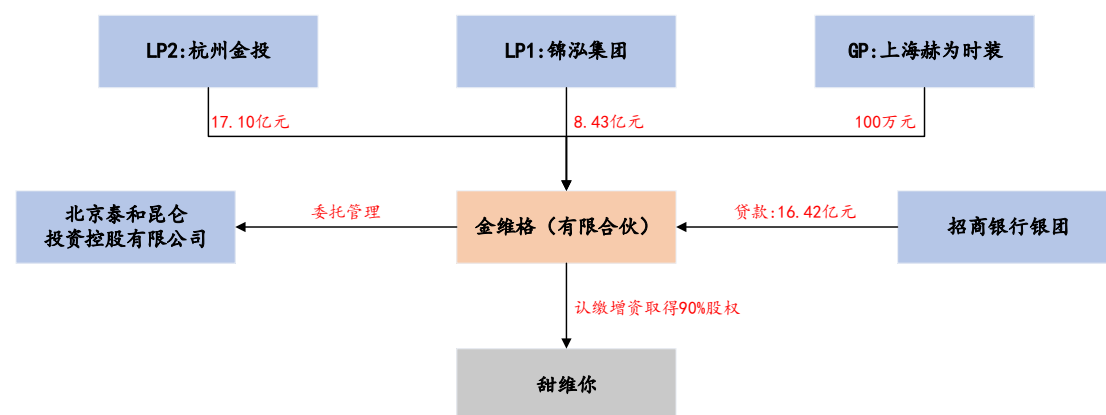 LP2:杭州金投
LP1:锦泓集团
GP:上海赫为时装
17.10亿元
8.43亿元
100万元
北京泰和昆仑
投资控股有限公司
委托管理
金维格（有限合伙）
贷款:16.42亿元
招商银行银团
认缴增资取得90%股权
甜维你